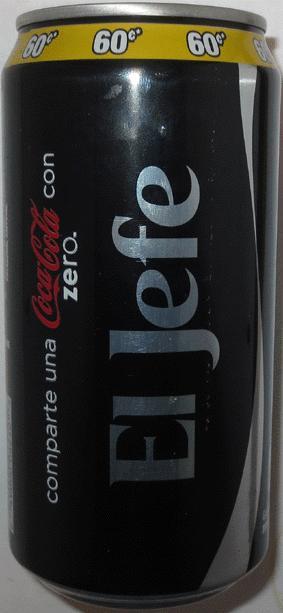 60¢ 60¢ 60¢
comparte una Coca-Cola con
zero.
El Jefe